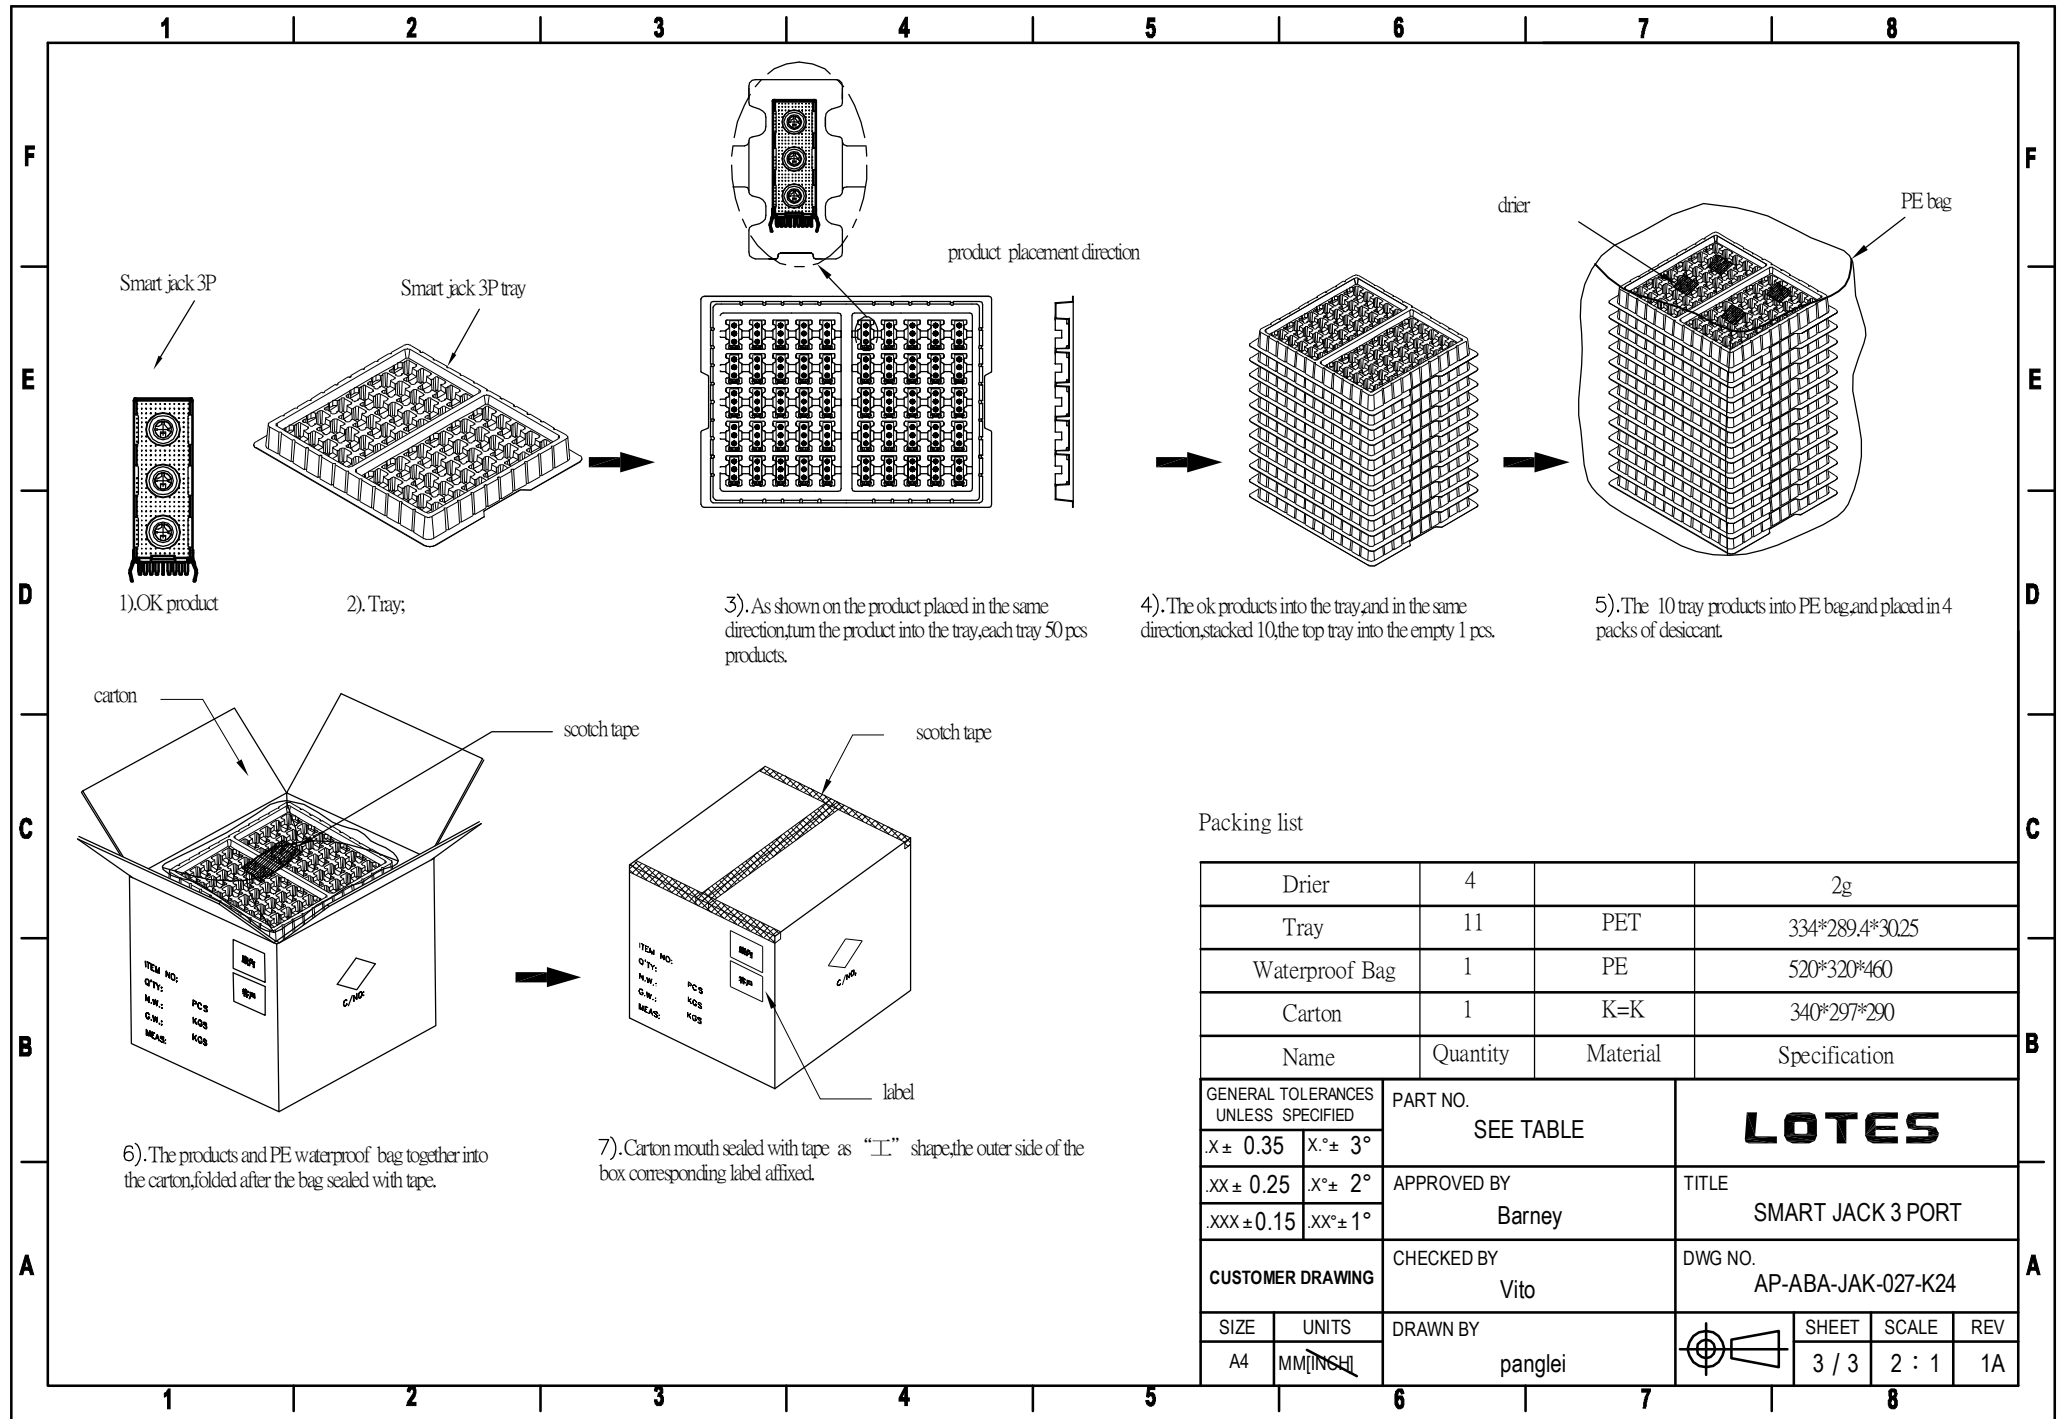 1 2 3 4 5 6 7 8
F F
E E
D D
C C
B B
A A
product placement direction
drier
PE bag
Smart jack 3P
Smart jack 3P tray
1).OK product
2). Tray;
3).As shown on the product placed in the same
direction,turn the product into the tray,each tray 50 pcs
products.
4).The ok products into the tray,and in the same
direction,stacked 10,the top tray into the empty 1 pcs.
5).The 10 tray products into PE bag,and placed in 4
packs of desiccant.
carton
scotch tape
scotch tape
ITEM NO:
Q'TY: PCS
N.W.: KGS
G.W.: KGS
MEAS:
C/NO:
ITEM NO:
Q'TY: PCS
N.W.: KGS
G.W.: KGS
MEAS:
C/NO:
label
6).The products and PE waterproof bag together into
the carton,folded after the bag sealed with tape.
7).Carton mouth sealed with tape as “工” shape,the outer side of the
box corresponding label affixed.
Packing list
Drier 4 2g
Tray 11 PET 334*289.4*30.25
Waterproof Bag 1 PE 520*320*460
Carton 1 K=K 340*297*290
Name Quantity Material Specification
GENERAL TOLERANCES
UNLESS SPECIFIED
.X± 0.35 X.°± 3°
.XX± 0.25 .X°± 2°
.XXX±0.15 .XX°±1°
CUSTOMER DRAWING
SIZE UNITS
A4 MM[INCH]
PART NO.
SEE TABLE
APPROVED BY
Barney
CHECKED BY
Vito
DRAWN BY
panglei
LOTES
TITLE
SMART JACK 3 PORT
DWG NO.
AP-ABA-JAK-027-K24
SHEET SCALE REV
3 / 3 2 : 1 1A
1 2 3 4 5 6 7 8